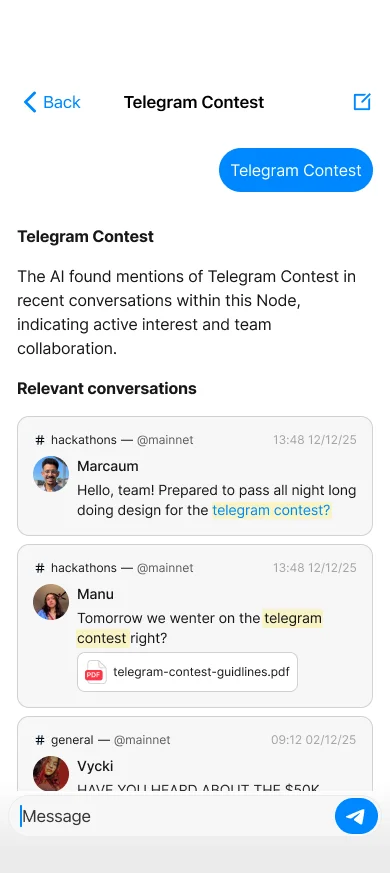 Back
Telegram Contest
Telegram Contest
Telegram Contest
The AI found mentions of Telegram Contest in
recent conversations within this Node,
indicating active interest and team
collaboration.
Relevant conversations
# hackathons — @mainnet 13:48 12/12/25
Marcaum
Hello, team! Prepared to pass all night long
doing design for the telegram contest?
# hackathons — @mainnet 13:48 12/12/25
Manu
Tomorrow we wenter on the telegram
contest right?
PDF telegram-contest-guidlines.pdf
# general — @mainnet 09:12 02/12/25
Vycki
HAVE YOU HEARD ABOUT THE $50K
Message